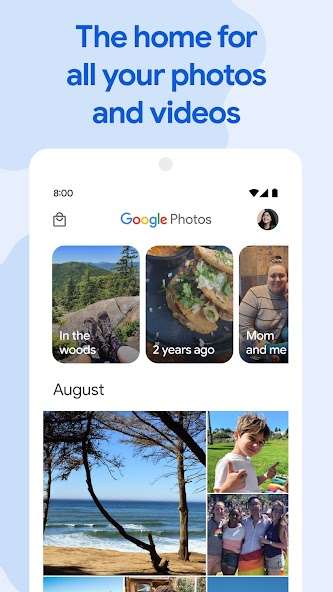 The home for
all your photos
and videos
8:00
Google Photos
In the
woods
2 years ago
Mom
and me
August